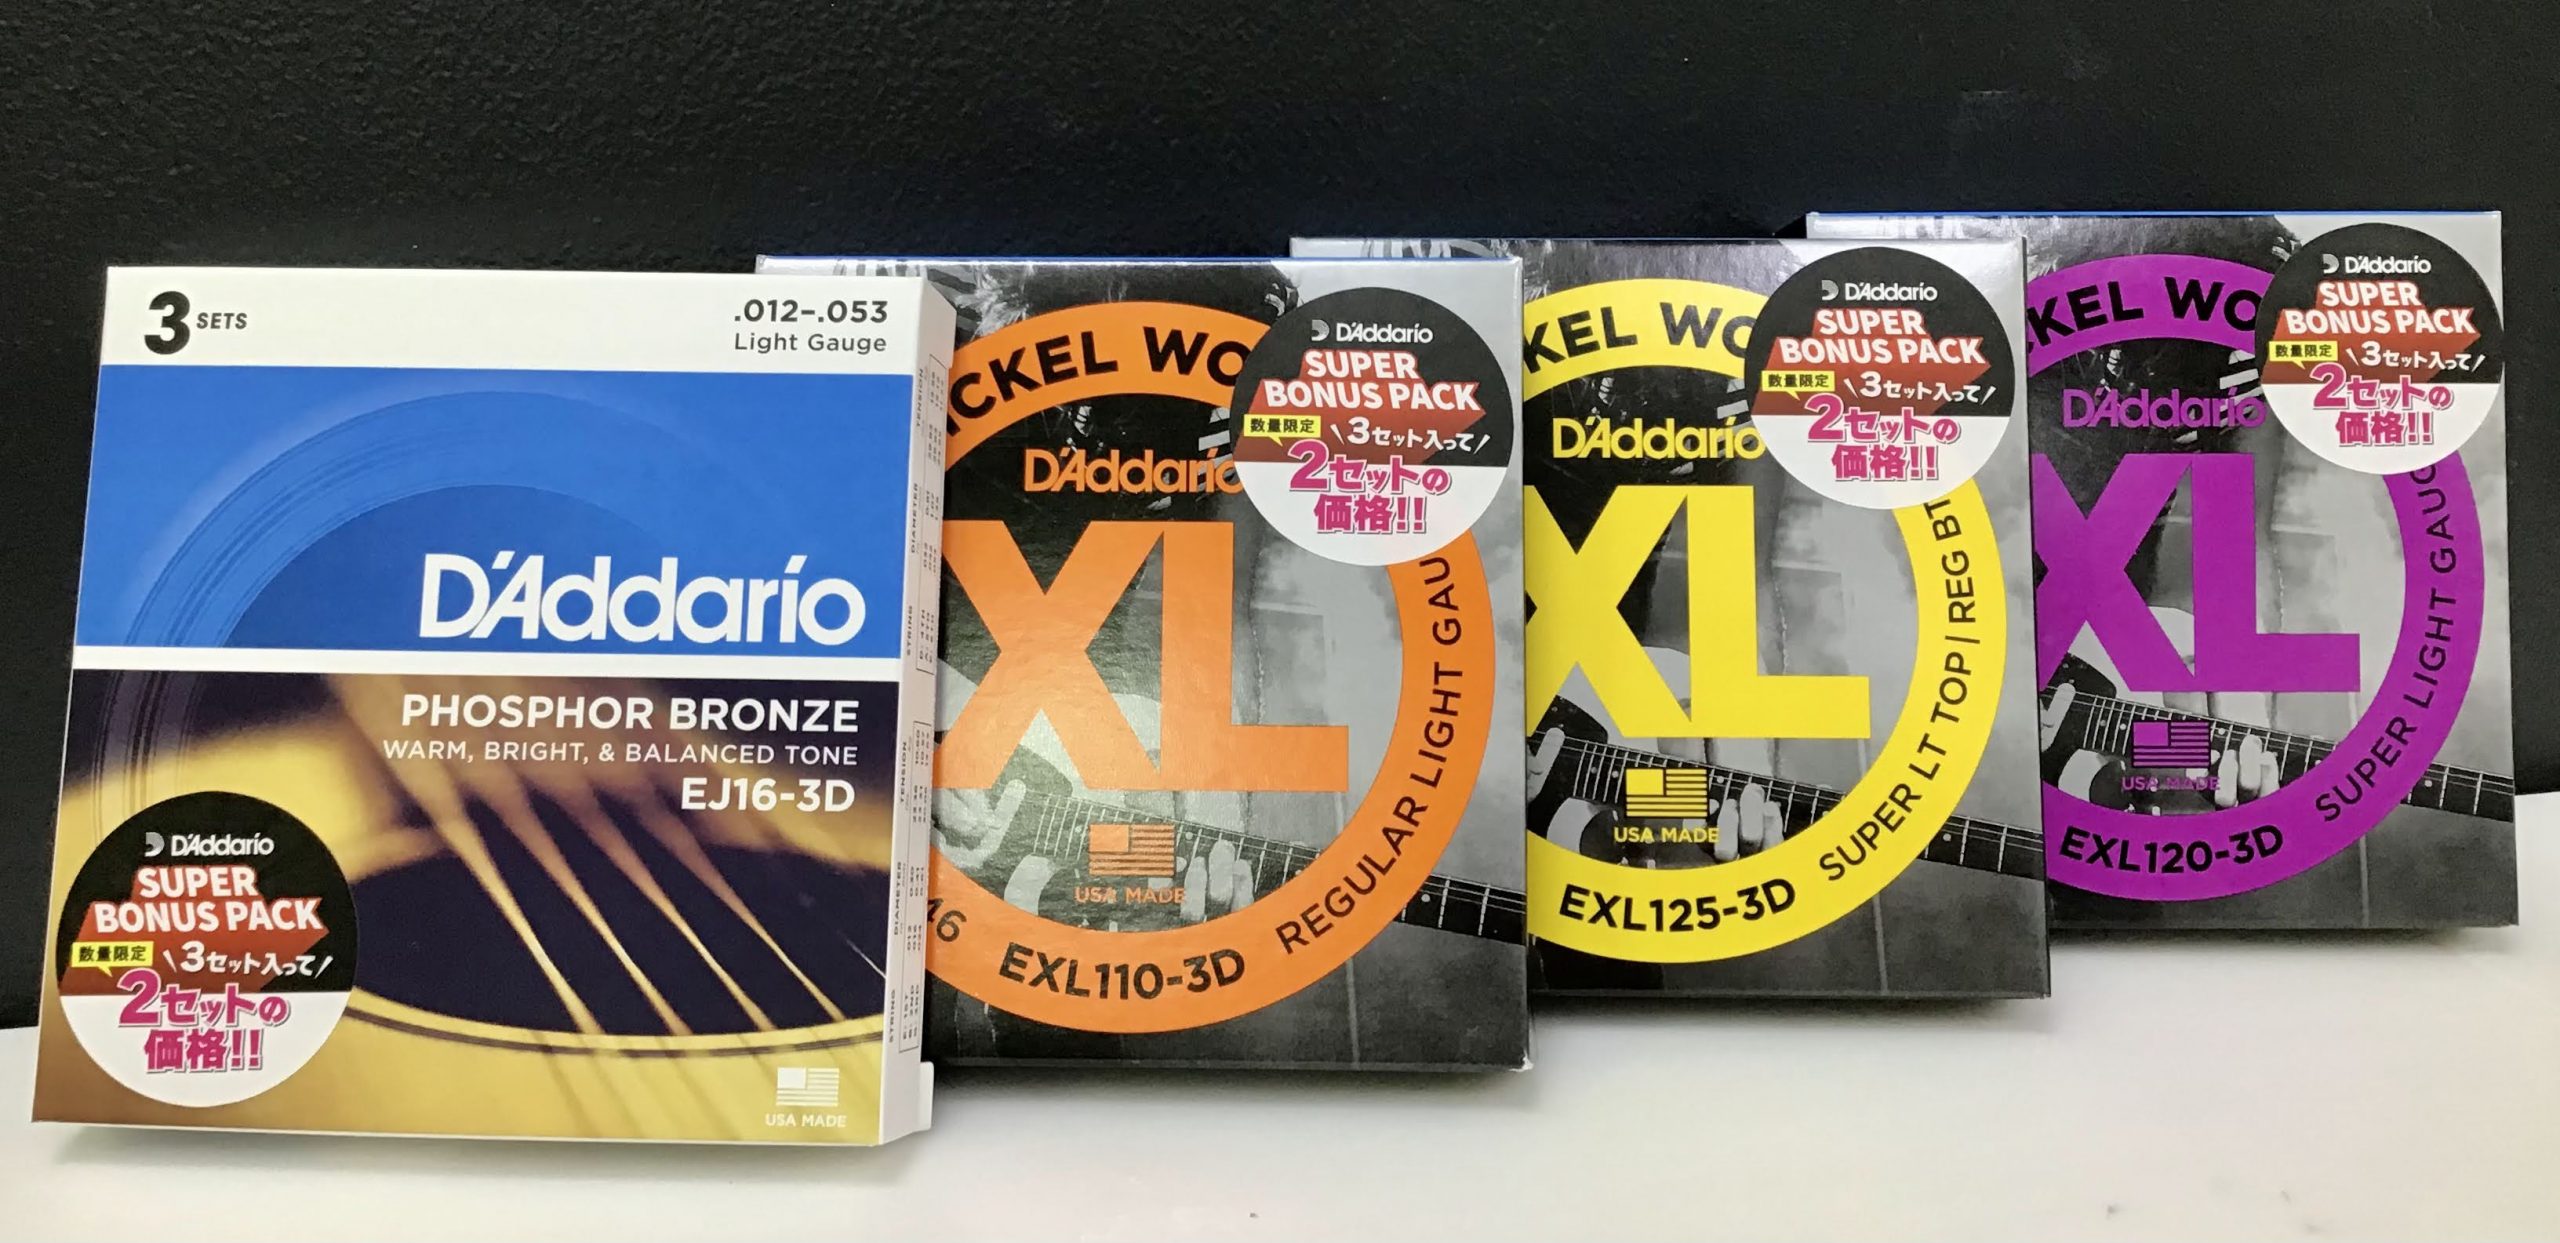 3 SETS
.012-.053
Light Gauge
D'Addario
PHOSPHOR BRONZE
WARM, BRIGHT, & BALANCED TONE
EJ16-3D
D'Addario
SUPER
BONUS PACK
数量限定
\3セット入って/
2セットの
価格!!
USA MADE
D'Addario
XL
USA MADE
EXL110-3D
REGULAR LIGHT GAU
D'Addario
SUPER
BONUS PACK
数量限定
\3セット入って/
2セットの
価格!!
D'Addario
XL
USA MADE
EXL125-3D
SUPER LT TOP | REG BT
D'Addario
SUPER
BONUS PACK
数量限定
\3セット入って/
2セットの
価格!!
D'Addario
XL
USA MADE
EXL120-3D
SUPER LIGHT GAUG
D'Addario
SUPER
BONUS PACK
数量限定
\3セット入って/
2セットの
価格!!